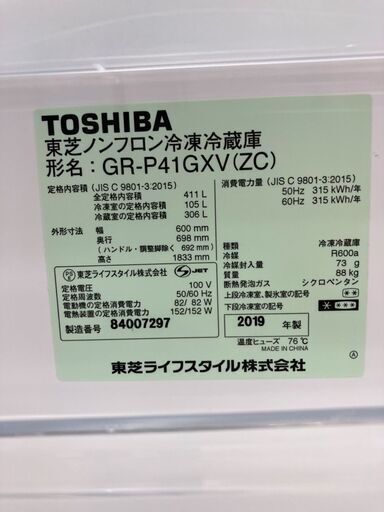 TOSHIBA
東芝ノンフロン冷凍冷蔵庫
形名：GR-P41GXV(ZC)
定格内容積（JIS C 9801-3:2015）
全定格内容積 411 L
冷凍室の定格内容積 105 L
冷蔵室の定格内容積 306 L
外形寸法 幅 600 mm
奥行 698 mm
（ハンドル・調整脚除く 692 mm）
高さ 1833 mm
東芝ライフスタイル株式会社 JET
定格電圧 100 V
定格周波数 50/60 Hz
電動機の定格消費電力 82/ 82 W
電熱装置の定格消費電力 152/152 W
製造番号 84007297
消費電力量（JIS C 9801-3:2015）
50Hz 315 kWh/年
60Hz 315 kWh/年
種類 冷凍冷蔵庫
冷媒 R600a
冷媒封入量 73 g
質量 88 kg
断熱発泡ガス シクロペンタン
上段冷凍室、製氷室の記号 **
下段冷凍室の記号 * ***
2019 年製
温度ヒューズ 76℃
MADE IN CHINA
Ⓐ
東芝ライフスタイル株式会社